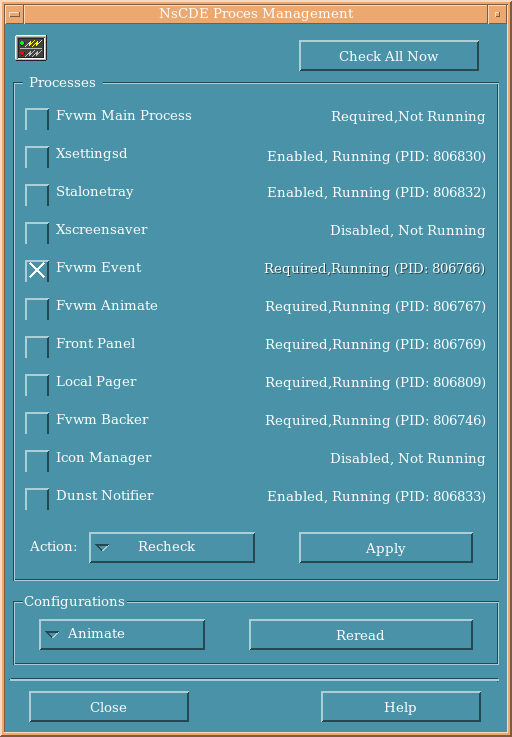 NsCDE Proces Management
Check All Now
Processes
Fvwm Main Process Required,Not Running
Xsettingsd Enabled, Running (PID: 806830)
Stalonetray Enabled, Running (PID: 806832)
Xscreensaver Disabled, Not Running
Fvwm Event Required,Running (PID: 806766)
Fvwm Animate Required,Running (PID: 806767)
Front Panel Required,Running (PID: 806769)
Local Pager Required,Running (PID: 806809)
Fvwm Backer Required,Running (PID: 806746)
Icon Manager Disabled, Not Running
Dunst Notifier Enabled, Running (PID: 806833)
Action: Recheck Apply
Configurations
Animate Reread
Close Help